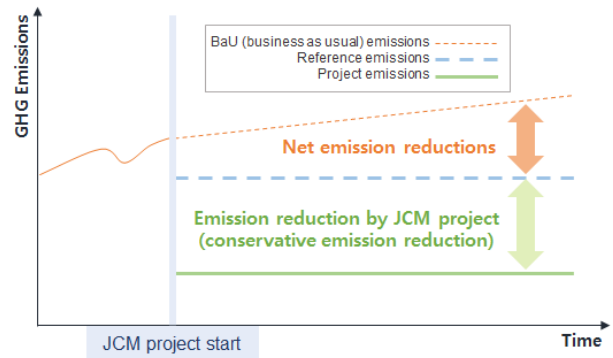 GHG Emissions
BaU (business as usual) emissions
Reference emissions
Project emissions
Net emission reductions
Emission reduction by JCM project
(conservative emission reduction)
Time
JCM project start